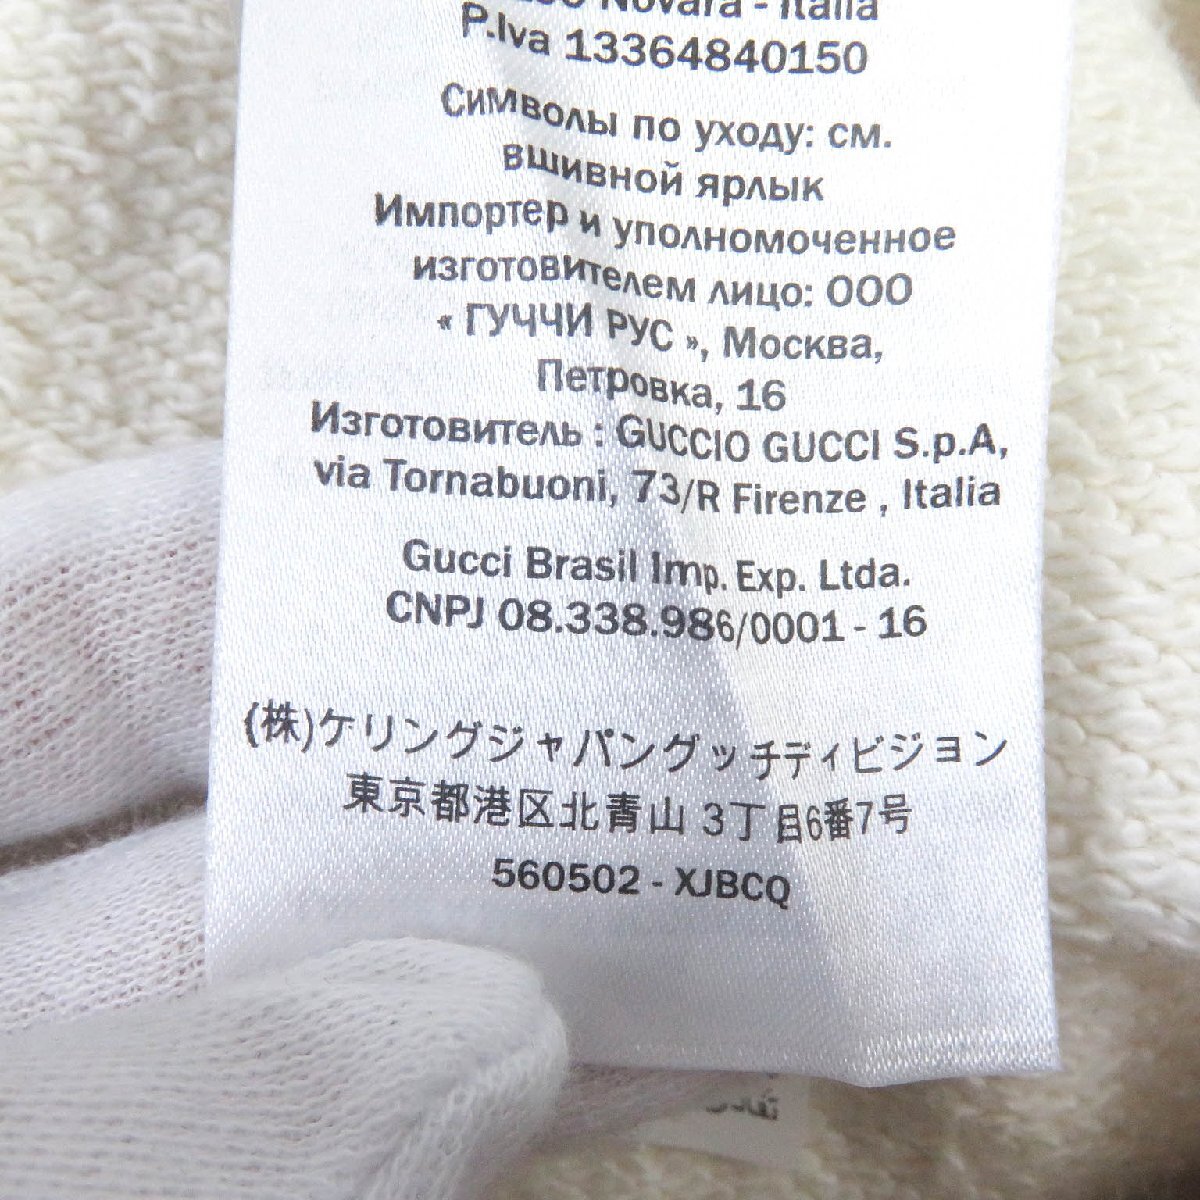 Novara - Italia
P.Iva 13364840150
Символы по уходу: см.
вшивной ярлык
Импортер и уполномоченное
изготовителем лицо: ООО
« ГУЧЧИ РУС », Москва,
Петровка, 16
Изготовитель : GUCCIO GUCCI S.p.A,
via Tornabuoni, 73/R Firenze , Italia
Gucci Brasil Imp. Exp. Ltda.
CNPJ 08.338.986/0001 - 16
(株)ケリングジャパングッチディビジョン
東京都港区北青山 3丁目6番7号
560502 - XJBCQ